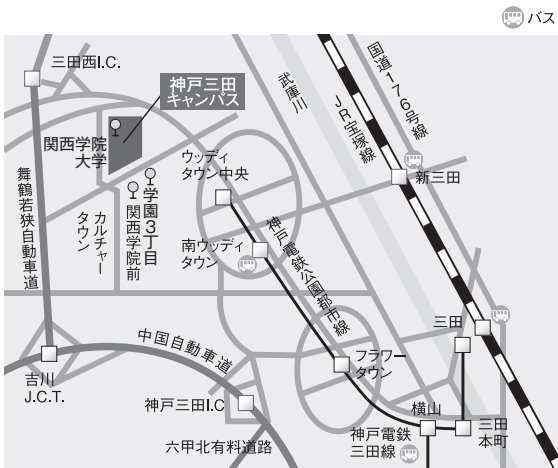 バス
三田西I.C.
神戸三田
キャンパス
関西学院
大学
舞鶴若狭自動車道
カルチャー
タウン
学園3丁目
関西学院前
ウッディ
タウン中央
南ウッディ
タウン
神戸電鉄公園都市線
武庫川
JR宝塚線
国道176号線
新三田
三田
フラワー
タウン
横山
三田
本町
神戸電鉄
三田線
中国自動車道
吉川
J.C.T.
神戸三田I.C
六甲北有料道路